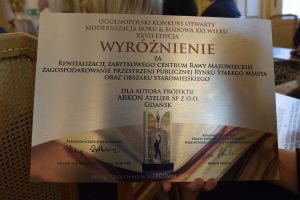 OGÓLNOPOLSKI KONKURS OTWARTY
MODERNIZACJA ROKU & BUDOWA XXI WIEKU
XXVII EDYCJA
WYRÓŻNIENIE
ZA
REWITALIZACJĘ ZABYTKOWEGO CENTRUM RAWY MAZOWIECKIEJ
ZAGOSPODAROWANIE PRZESTRZENI PUBLICZNEJ RYNKU STAREGO MIASTA
ORAZ OBSZARU STAROMIEJSKIEGO
DLA AUTORA PROJEKTU
ARKON ATELIER SP Z O.O.
GDAŃSK